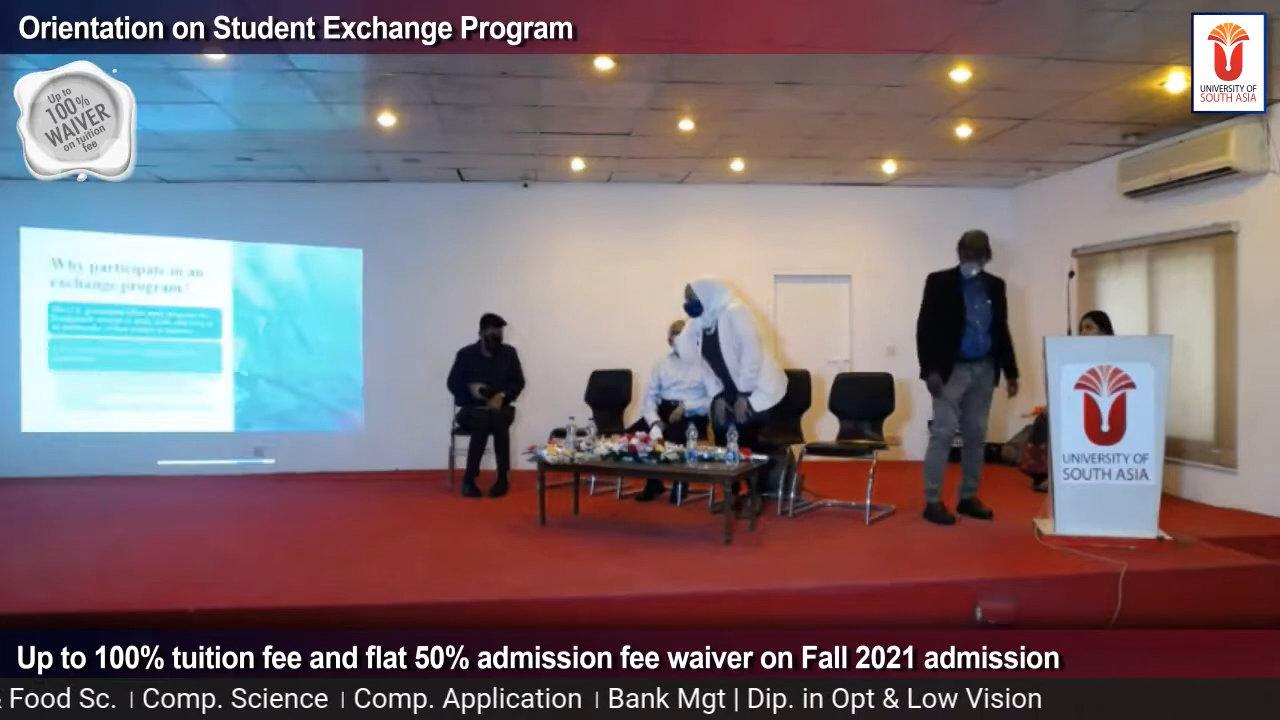 Orientation on Student Exchange Program
UNIVERSITY OF
SOUTH ASIA
Up to
100%
WAIVER
on tuition
fee
Why participate in an
exchange program?
UNIVERSITY OF
SOUTH ASIA
Up to 100% tuition fee and flat 50% admission fee waiver on Fall 2021 admission
& Food Sc. | Comp. Science | Comp. Application | Bank Mgt | Dip. in Opt & Low Vision